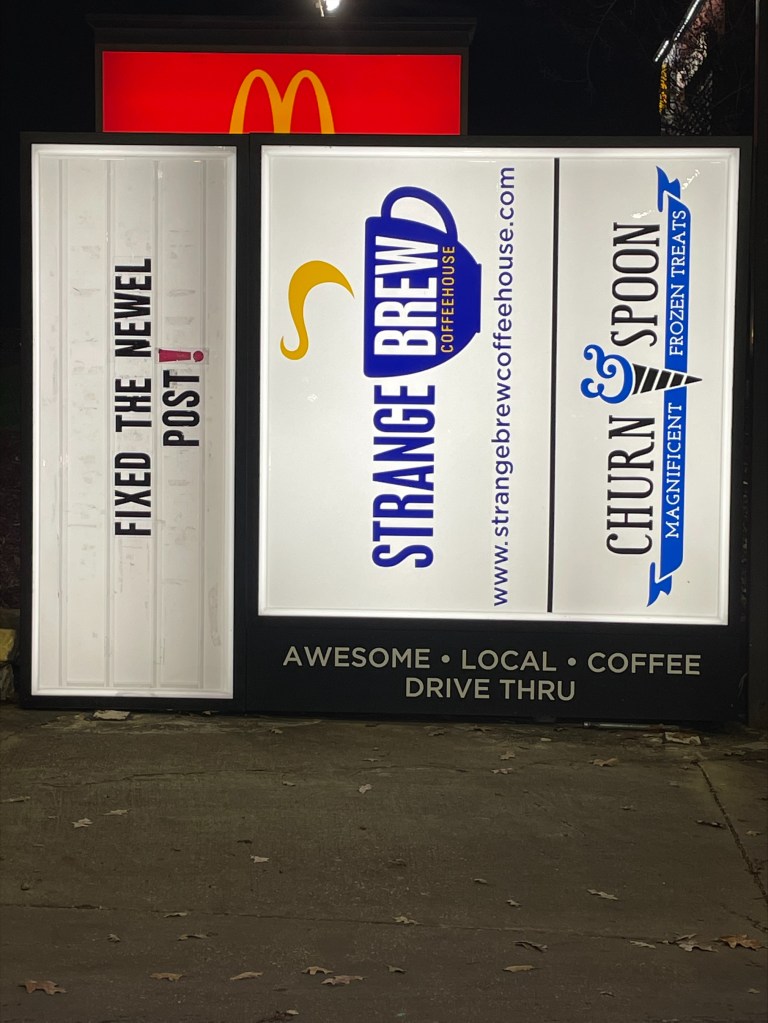 FIXED THE NEWEL
POST!
STRANGE BREW
COFFEEHOUSE
www.strangebrewcoffeehouse.com
CHURN & SPOON
MAGNIFICENT FROZEN TREATS
AWESOME • LOCAL • COFFEE
DRIVE THRU